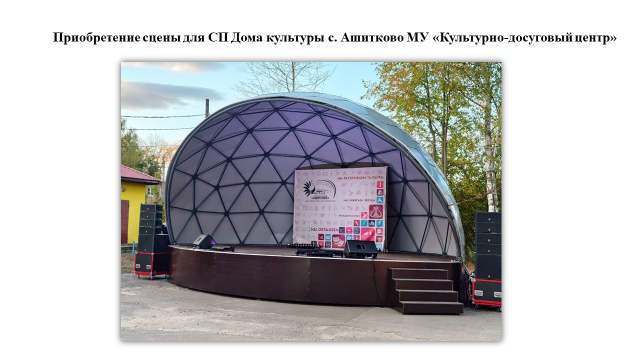 Приобретение сцены для СП Дома культуры с. Ашитково МУ «Культурно-досуговый центр»